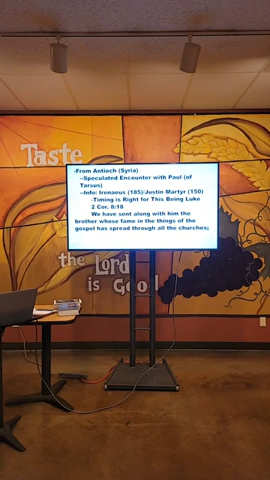 Taste
-From Antioch (Syria)
--Speculated Encounter with Paul (of
Tarsus)
--Info: Irenaeus (185)/Justin Martyr (150)
-Timing is Right for This Being Luke
2 Cor. 8:18
We have sent along with him the
brother whose fame in the things of the
gospel has spread through all the churches;
the Lord
is Good